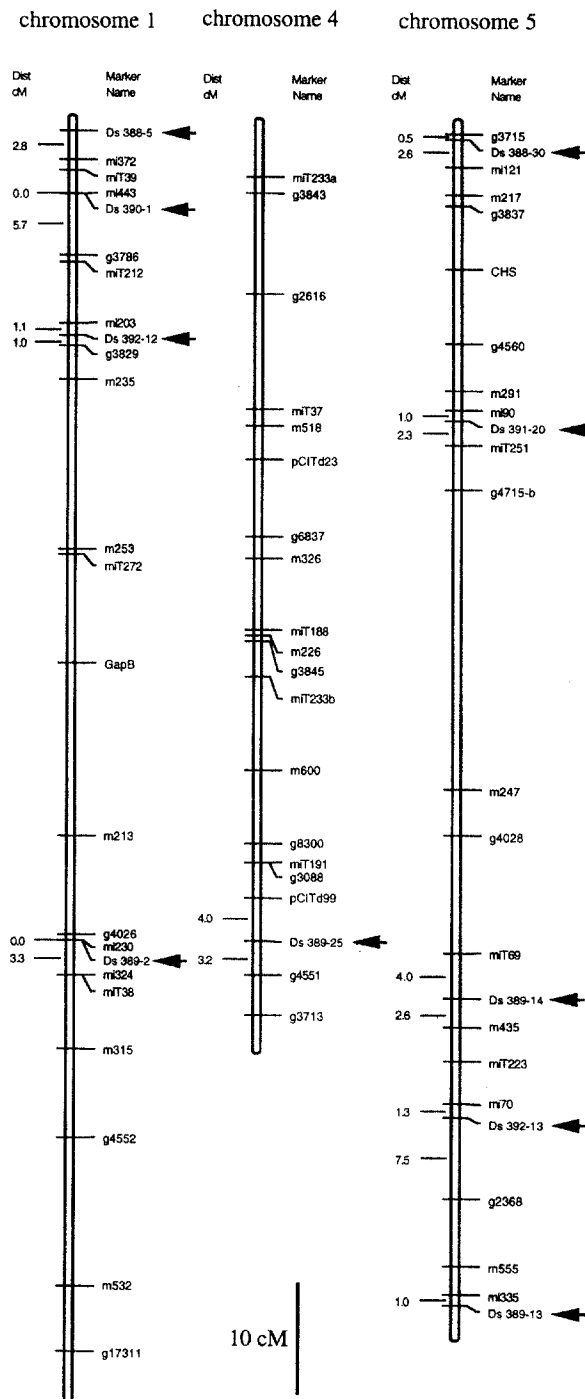 chromosome 1
Dist
cM
Marker
Name
Ds 388-5
2.8
mi372
miT39
0.0
mi443
Ds 390-1
5.7
g3786
miT212
mi203
1.1
Ds 392-12
1.0
g3829
m235
m253
miT272
GapB
m213
g4026
0.0
mi230
3.3
Ds 389-2
mi324
miT38
m315
g4552
m532
g17311
chromosome 4
Dist
cM
Marker
Name
miT233a
g3843
g2616
miT37
m518
pCITd23
g6837
m326
miT188
m226
g3845
miT233b
m600
g8300
miT191
g3088
pCITd99
4.0
Ds 389-25
3.2
g4551
g3713
10 cM
chromosome 5
Dist
cM
Marker
Name
g3715
0.5
Ds 388-30
2.6
mi121
m217
g3837
CHS
g4560
m291
mi90
1.0
Ds 391-20
2.3
miT251
g4715-b
m247
g4028
miT69
4.0
Ds 389-14
2.6
m435
miT223
mi70
1.3
Ds 392-13
7.5
g2368
m555
mi335
1.0
Ds 389-13